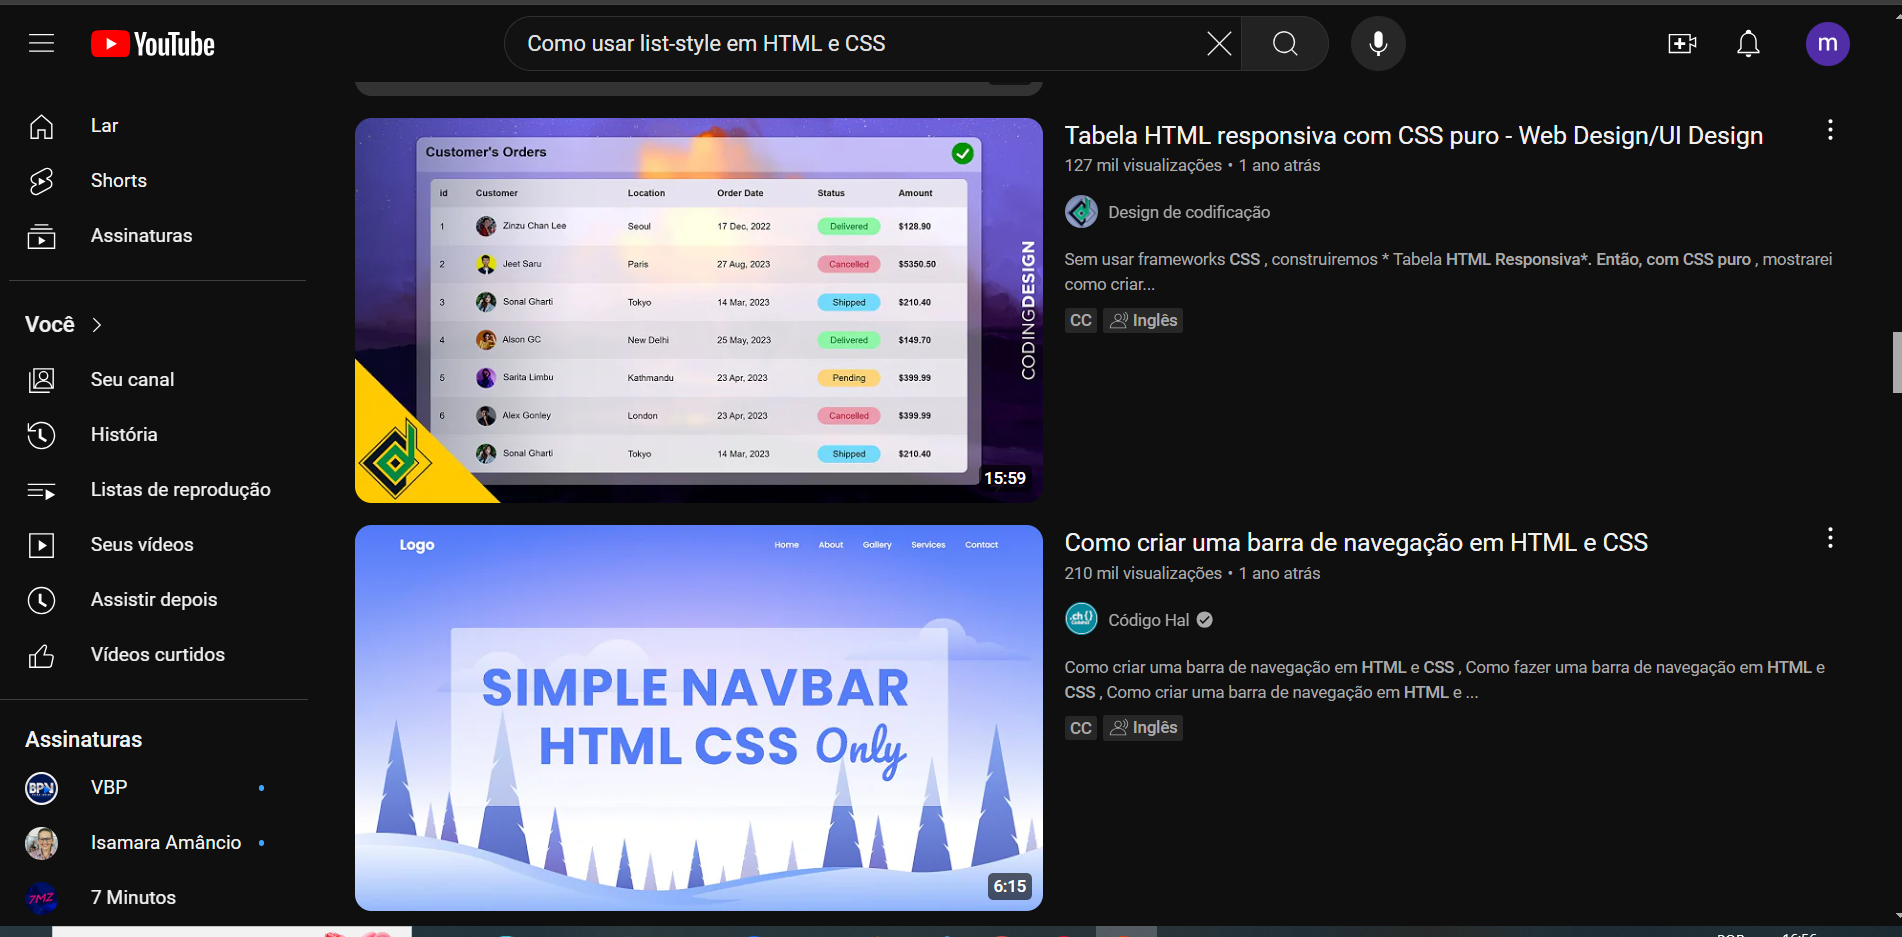 YouTube
Como usar list-style em HTML e CSS
m
Lar
Shorts
Assinaturas
Você
Seu canal
História
Listas de reprodução
Seus vídeos
Assistir depois
Vídeos curtidos
Assinaturas
VBP
Isamara Amâncio
7 Minutos
BPN
7MZ
Customer's Orders
id Customer Location Order Date Status Amount
1 Zinzu Chan Lee Seoul 17 Dec, 2022 Delivered $128.90
2 Jeet Saru Paris 27 Aug, 2023 Cancelled $5350.50
3 Sonal Gharti Tokyo 14 Mar, 2023 Shipped $210.40
4 Alson GC New Delhi 25 May, 2023 Delivered $149.70
5 Sarita Limbu Kathmandu 23 Apr, 2023 Pending $399.99
6 Alex Gonley London 23 Apr, 2023 Cancelled $399.99
Sonal Gharti Tokyo 14 Mar, 2023 Shipped $210.40
CODINGDESIGN
15:59
Tabela HTML responsiva com CSS puro - Web Design/UI Design
127 mil visualizações • 1 ano atrás
Design de codificação
Sem usar frameworks CSS , construiremos * Tabela HTML Responsiva*. Então, com CSS puro , mostrarei
como criar...
CC Inglês
Logo Home About Gallery Services Contact
SIMPLE NAVBAR
HTML CSS Only
6:15
Como criar uma barra de navegação em HTML e CSS
210 mil visualizações • 1 ano atrás
Código Hal
Como criar uma barra de navegação em HTML e CSS , Como fazer uma barra de navegação em HTML e
CSS , Como criar uma barra de navegação em HTML e ...
CC Inglês